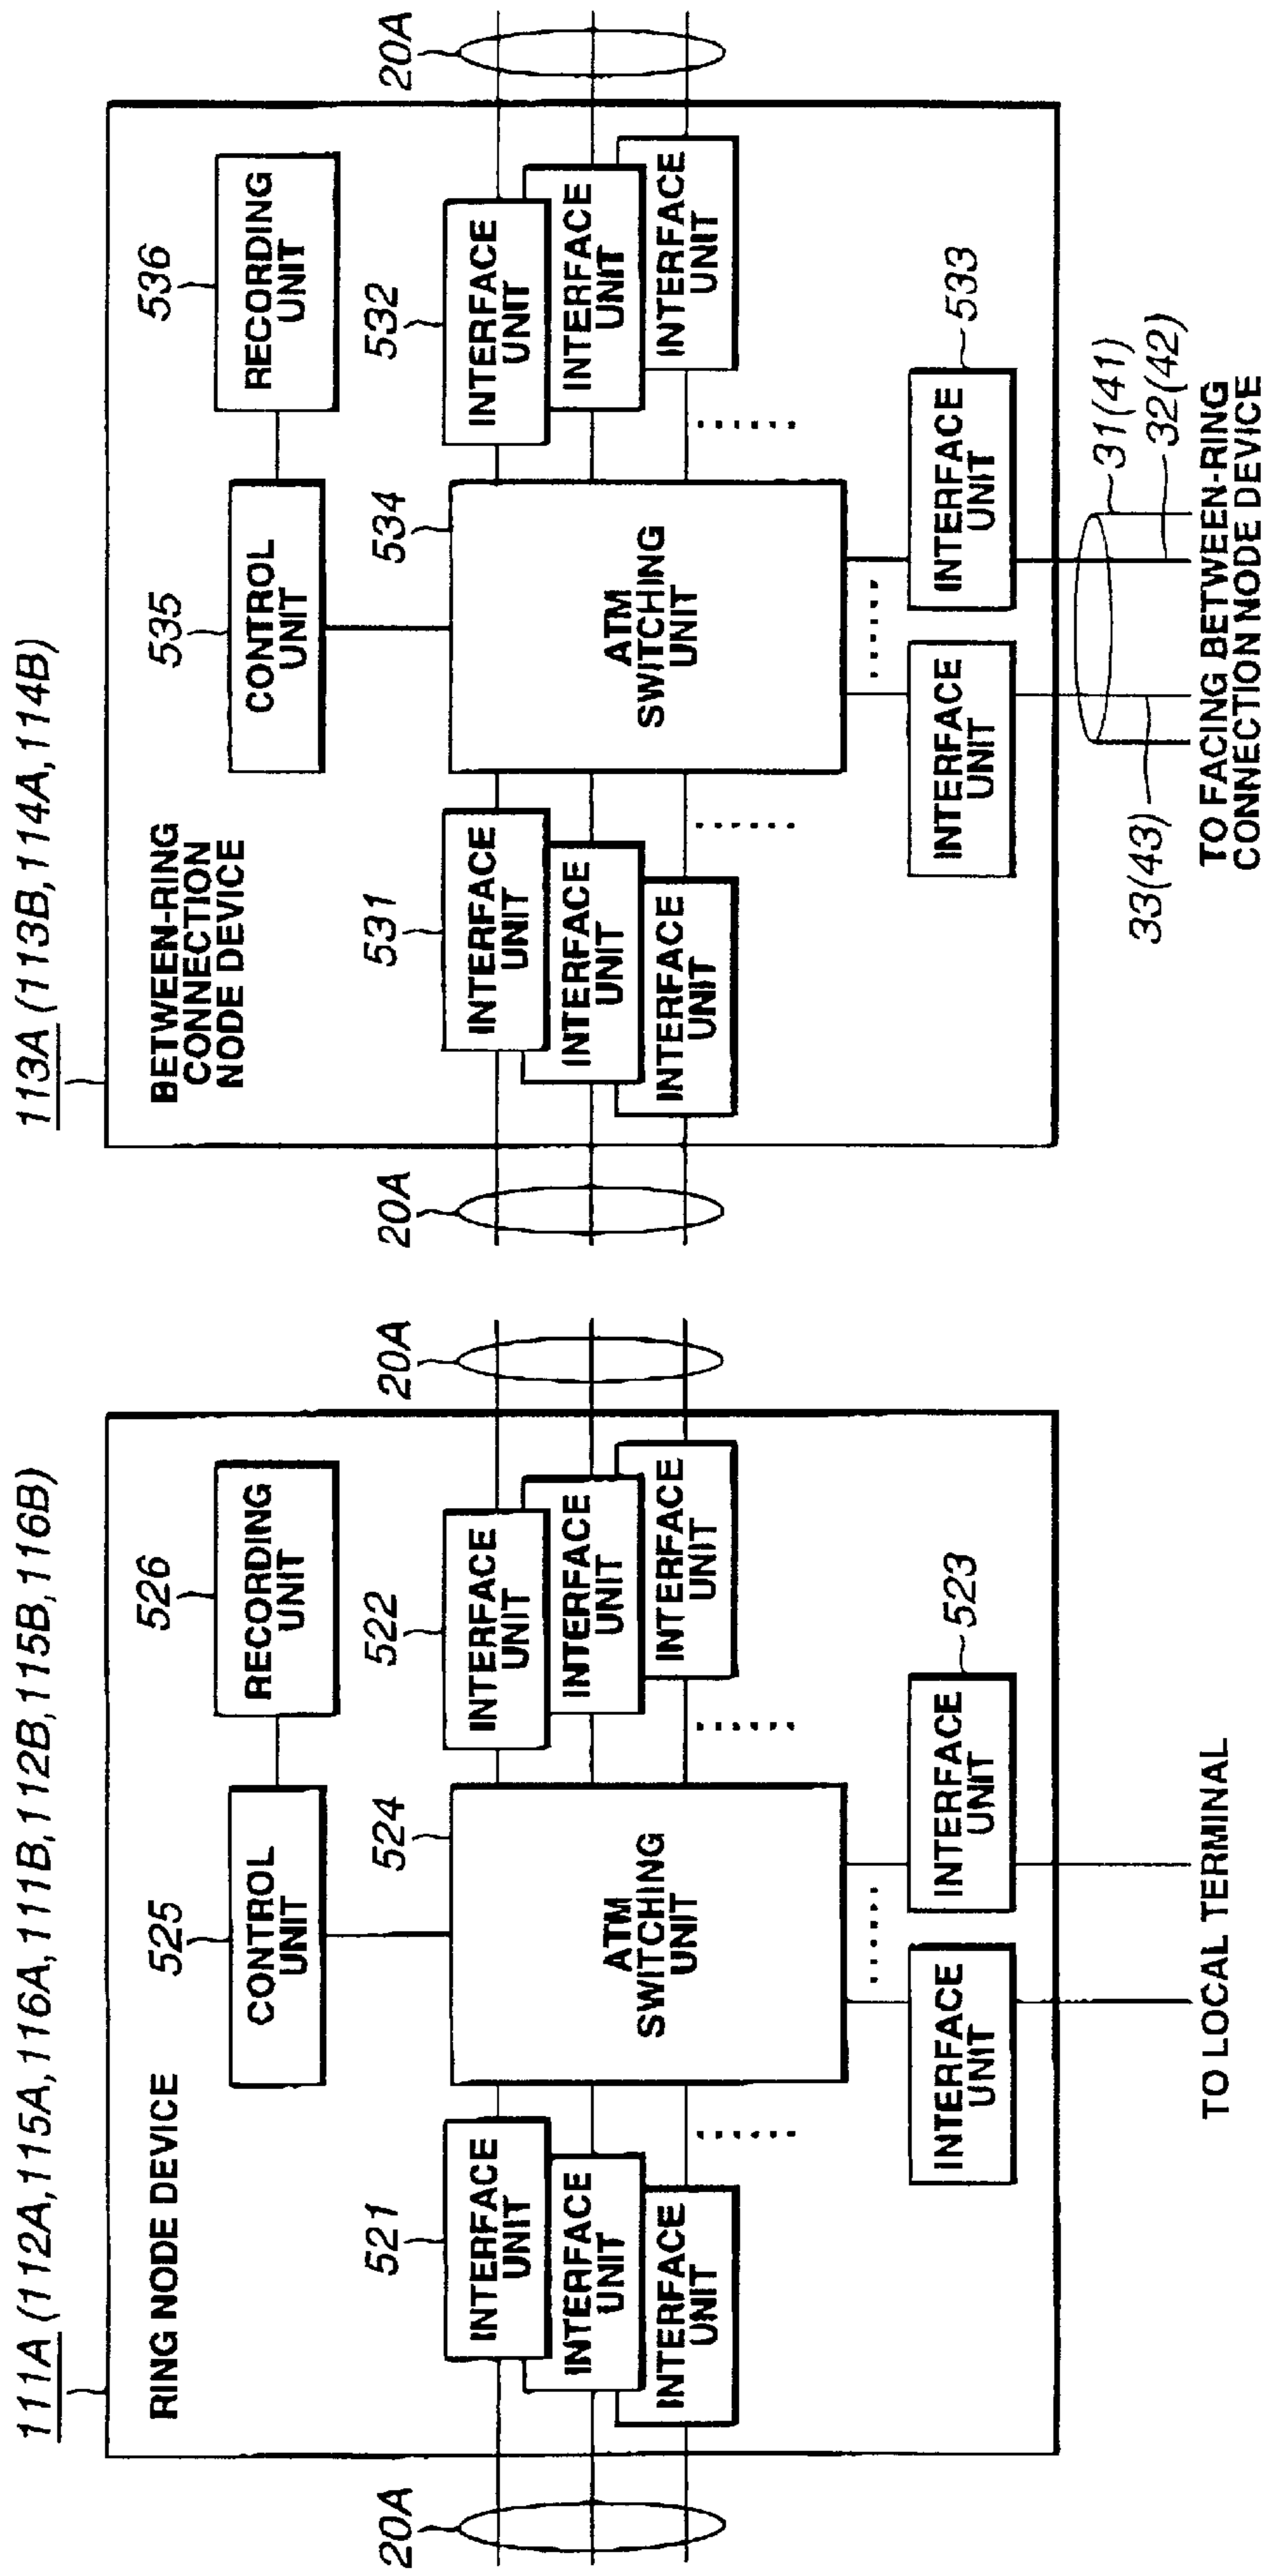 111A (112A,115A,116A,111B,112B,115B,116B)
RING NODE DEVICE
525
CONTROL
UNIT
526
RECORDING
UNIT
521
INTERFACE
UNIT
INTERFACE
UNIT
INTERFACE
UNIT
524
ATM
SWITCHING
UNIT
522
INTERFACE
UNIT
INTERFACE
UNIT
INTERFACE
UNIT
20A
20A
INTERFACE
UNIT
INTERFACE
UNIT
523
TO LOCAL TERMINAL
113A (113B,114A,114B)
BETWEEN-RING
CONNECTION
NODE DEVICE
535
CONTROL
UNIT
536
RECORDING
UNIT
531
INTERFACE
UNIT
INTERFACE
UNIT
INTERFACE
UNIT
534
ATM
SWITCHING
UNIT
532
INTERFACE
UNIT
INTERFACE
UNIT
INTERFACE
UNIT
20A
20A
INTERFACE
UNIT
INTERFACE
UNIT
533
33(43)
31(41)
32(42)
TO FACING BETWEEN-RING
CONNECTION NODE DEVICE